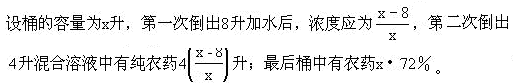 设桶的容量为x升，第一次倒出8升加水后，浓度应为\frac{x-8}{x}，第二次倒出
4升混合溶液中有纯农药4(\frac{x-8}{x})升；最后桶中有农药x·72%。